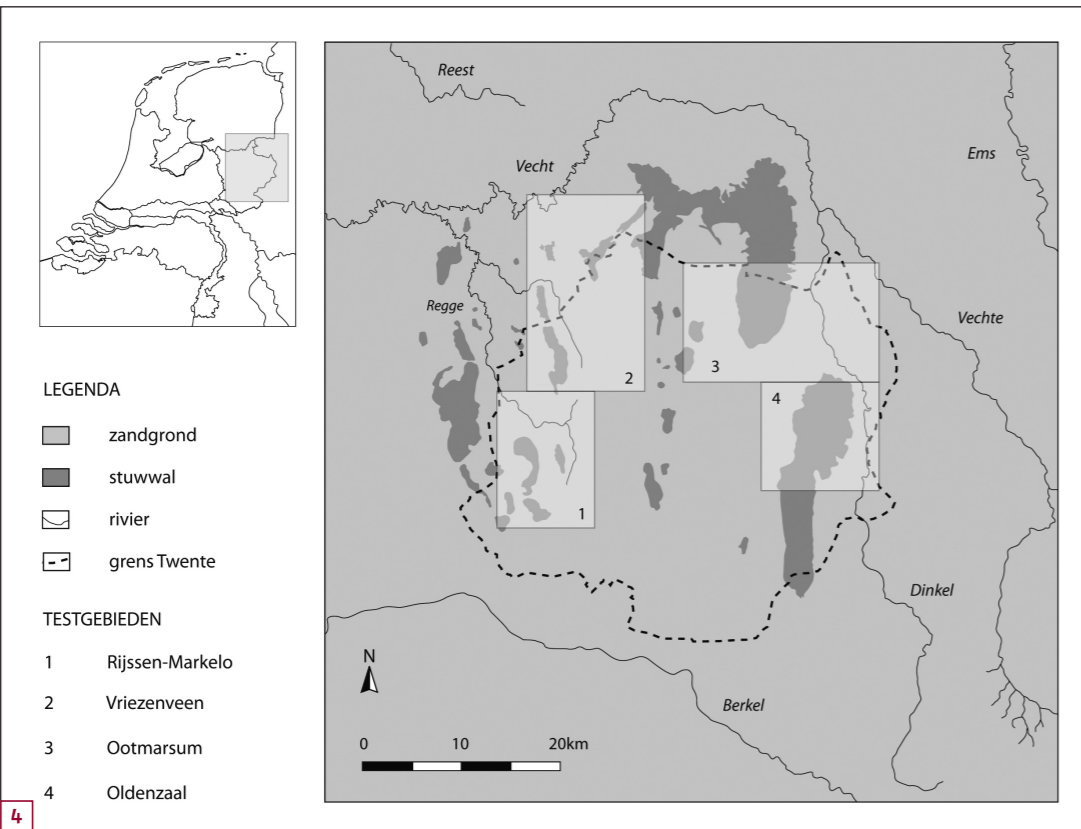 LEGENDA
zandgrond
stuwwal
rivier
grens Twente
TESTGEBIEDEN
1 Rijssen-Markelo
2 Vriezenveen
3 Ootmarsum
4 Oldenzaal
4
Reest
Vecht
Ems
Regge
Vechte
2
3
4
1
Dinkel
Berkel
N
0 10 20km